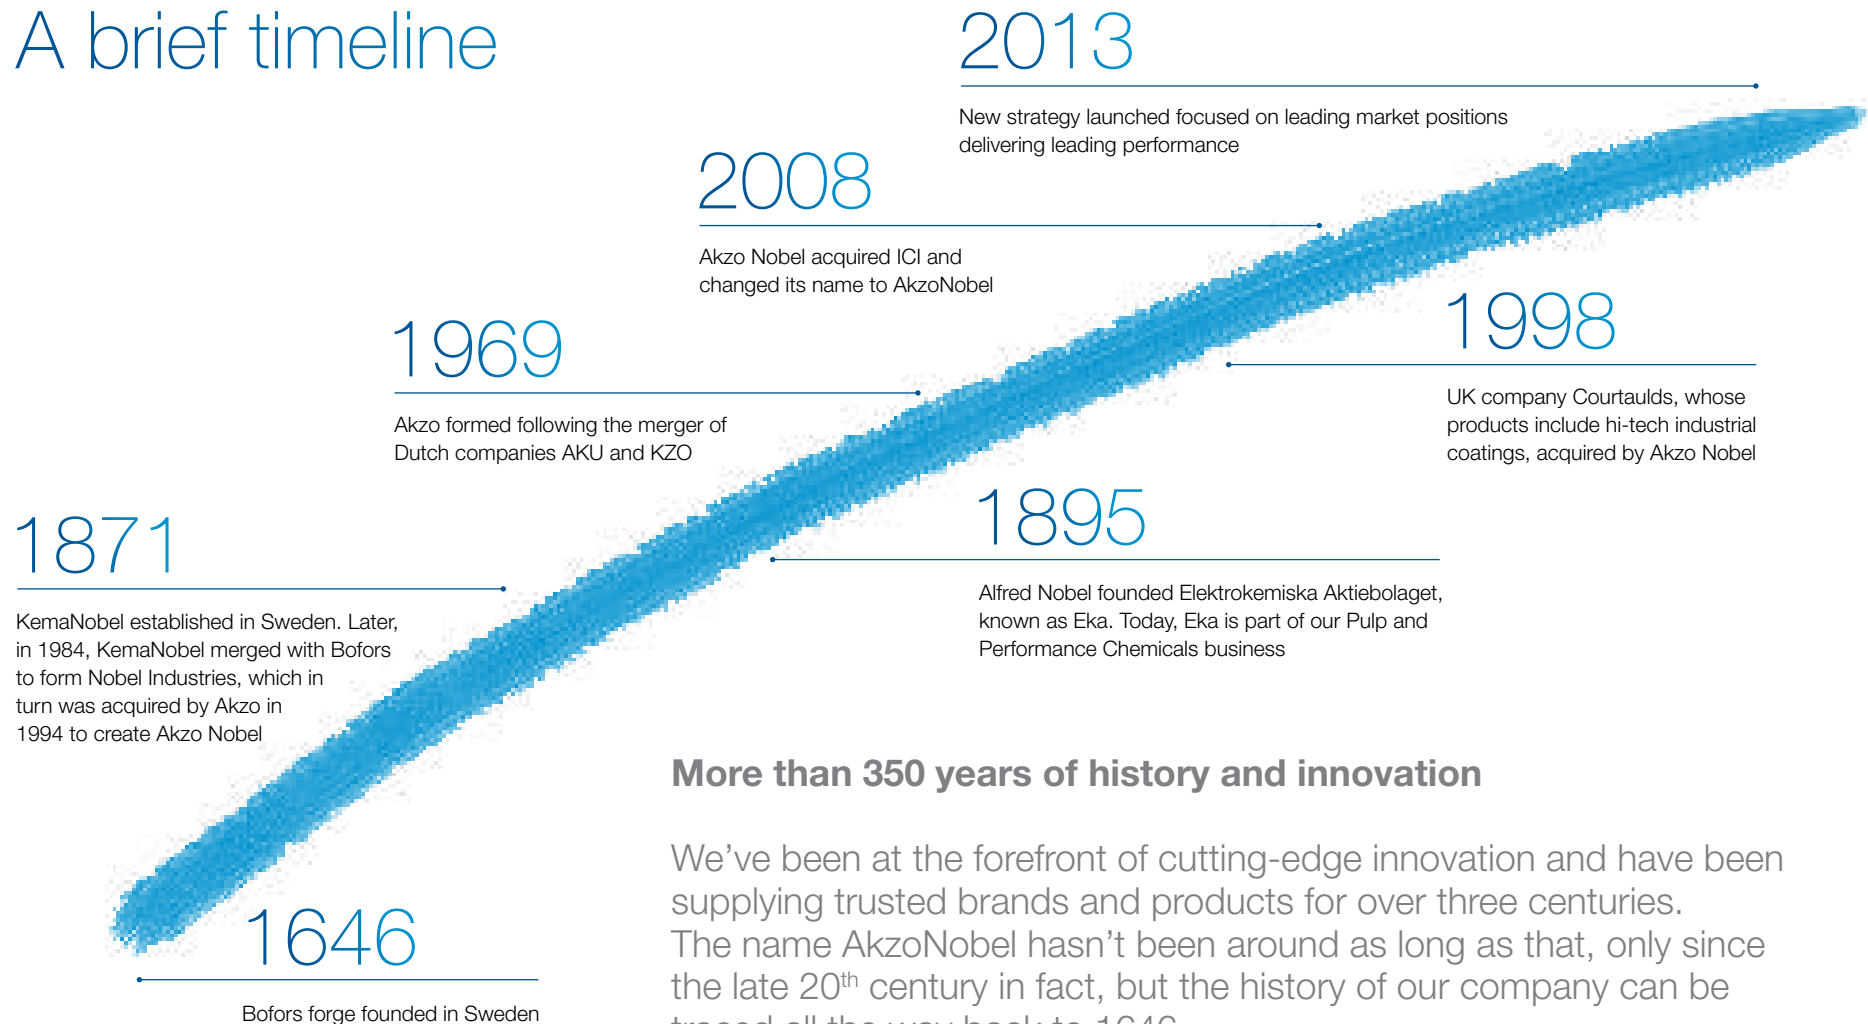 A brief timeline
2013
New strategy launched focused on leading market positions
delivering leading performance
2008
Akzo Nobel acquired ICI and
changed its name to AkzoNobel
1998
UK company Courtaulds, whose
products include hi-tech industrial
coatings, acquired by Akzo Nobel
1969
Akzo formed following the merger of
Dutch companies AKU and KZO
1895
Alfred Nobel founded Elektrokemiska Aktiebolaget,
known as Eka. Today, Eka is part of our Pulp and
Performance Chemicals business
1871
KemaNobel established in Sweden. Later,
in 1984, KemaNobel merged with Bofors
to form Nobel Industries, which in
turn was acquired by Akzo in
1994 to create Akzo Nobel
1646
Bofors forge founded in Sweden
More than 350 years of history and innovation
We’ve been at the forefront of cutting-edge innovation and have been
supplying trusted brands and products for over three centuries.
The name AkzoNobel hasn’t been around as long as that, only since
the late 20th century in fact, but the history of our company can be
traced all the way back to 1646